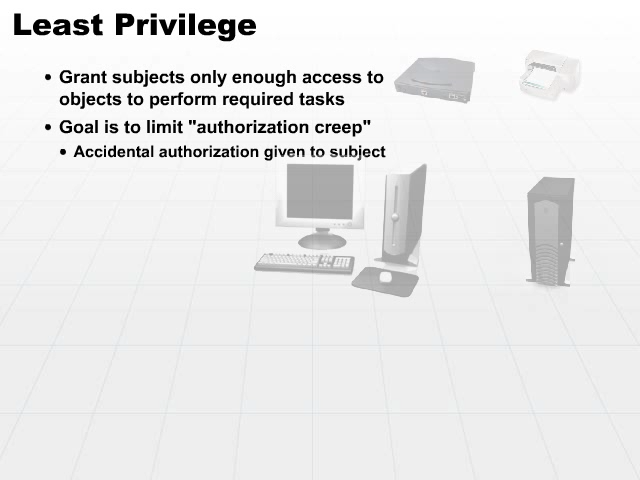 Least Privilege
• Grant subjects only enough access to
objects to perform required tasks
• Goal is to limit "authorization creep"
• Accidental authorization given to subject